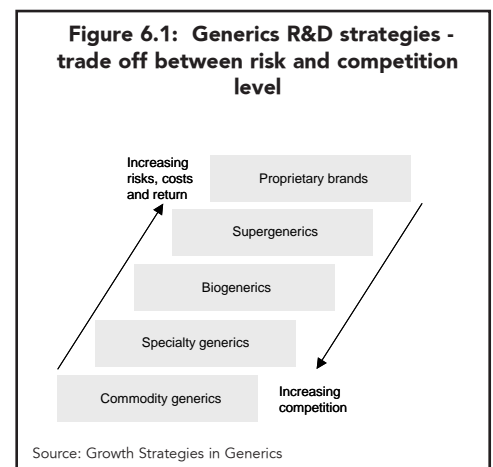 Figure 6.1: Generics R&D strategies -
trade off between risk and competition
level
Increasing
risks, costs
and return
Proprietary brands
Supergenerics
Biogenerics
Specialty generics
Commodity generics
Increasing
competition
Source: Growth Strategies in Generics